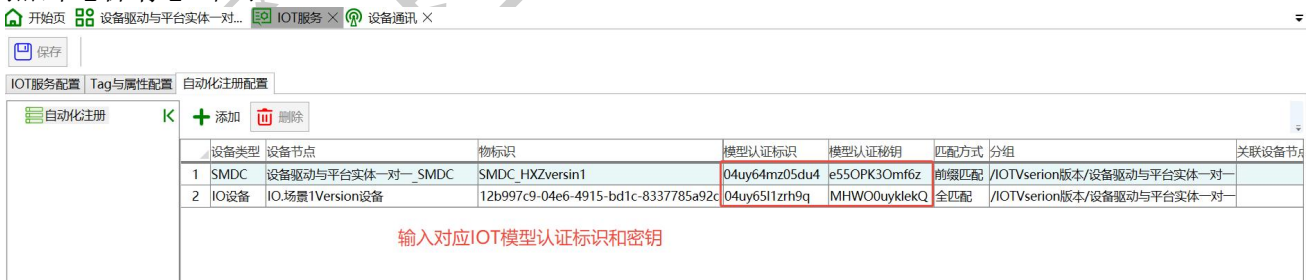 开始页 设备驱动与平台实体一对... IOT服务 × 设备通讯 ×
保存
IOT服务配置 Tag与属性配置 自动化注册配置
自动化注册 添加 删除
设备类型 设备节点 物标识 模型认证标识 模型认证秘钥 匹配方式 分组 关联设备节点
1 SMDC 设备驱动与平台实体一对一_SMDC SMDC_HXZversin1 04uy64mz05du4 e55OPK3Omf6z 前缀匹配 /IOTVserion版本/设备驱动与平台实体一对一
2 IO设备 IO.场景1Version设备 12b997c9-04e6-4915-bd1c-8337785a92c 04uy65l1zrh9q MHWO0uyklekQ 全匹配 /IOTVserion版本/设备驱动与平台实体一对一
输入对应IOT模型认证标识和密钥